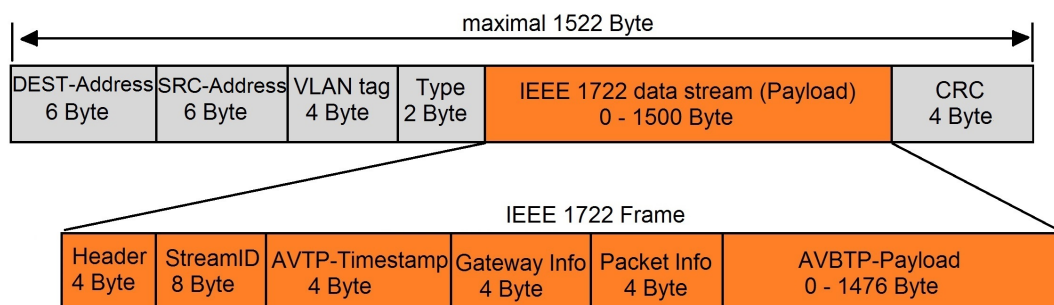 maximal 1522 Byte
DEST-Address SRC-Address VLAN tag Type IEEE 1722 data stream (Payload) CRC
6 Byte 6 Byte 4 Byte 2 Byte 0 - 1500 Byte 4 Byte
IEEE 1722 Frame
Header StreamID AVTP-Timestamp Gateway Info Packet Info AVBTP-Payload
4 Byte 8 Byte 4 Byte 4 Byte 4 Byte 0 - 1476 Byte